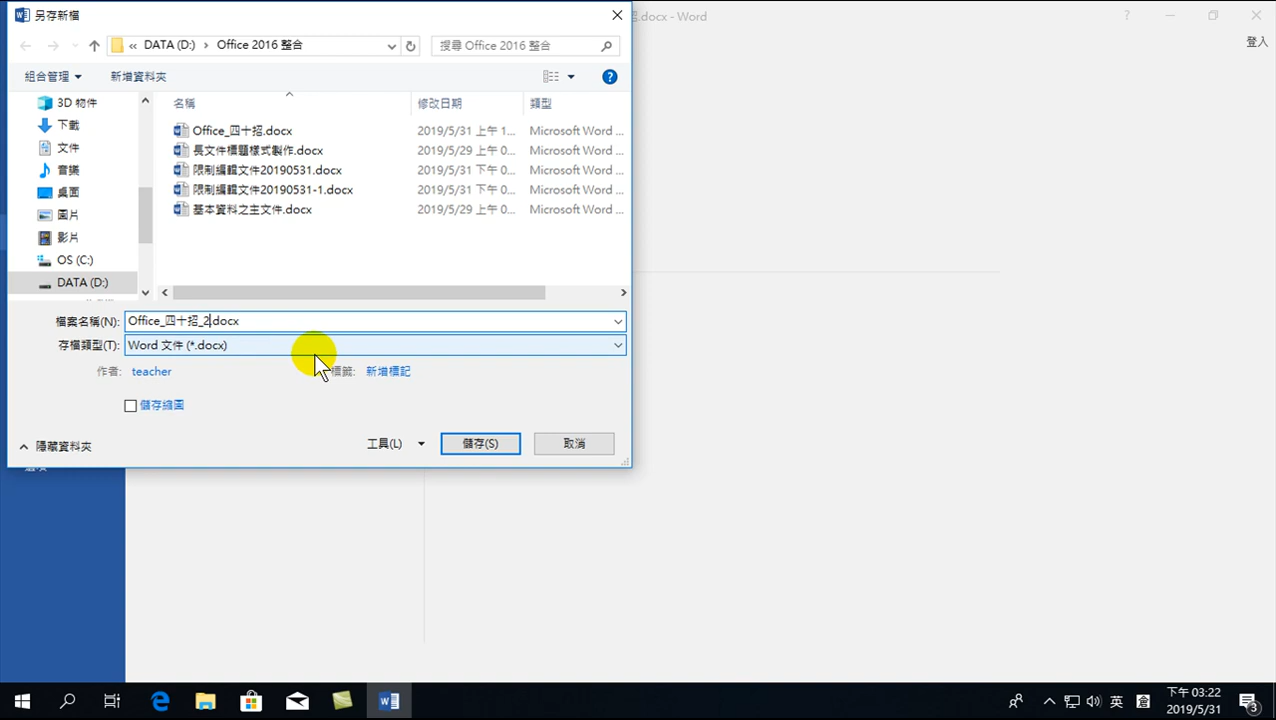 另存新檔
.docx - Word
登入
« DATA (D:) › Office 2016 整合
搜尋 Office 2016 整合
組合管理
新增資料夾
名稱
修改日期
類型
3D 物件
下載
文件
音樂
桌面
圖片
影片
OS (C:)
DATA (D:)
Office_四十招.docx
2019/5/31 上午 1...
Microsoft Word ...
長文件標題樣式製作.docx
2019/5/29 上午 0...
Microsoft Word ...
限制編輯文件20190531.docx
2019/5/31 下午 0...
Microsoft Word ...
限制編輯文件20190531-1.docx
2019/5/31 下午 0...
Microsoft Word ...
基本資料之主文件.docx
2019/5/29 上午 0...
Microsoft Word ...
檔案名稱(N):
Office_四十招_2.docx
存檔類型(T):
Word 文件 (*.docx)
作者:
teacher
標籤:
新增標記
儲存縮圖
隱藏資料夾
工具(L)
儲存(S)
取消
選項
英
下午 03:22
2019/5/31
3